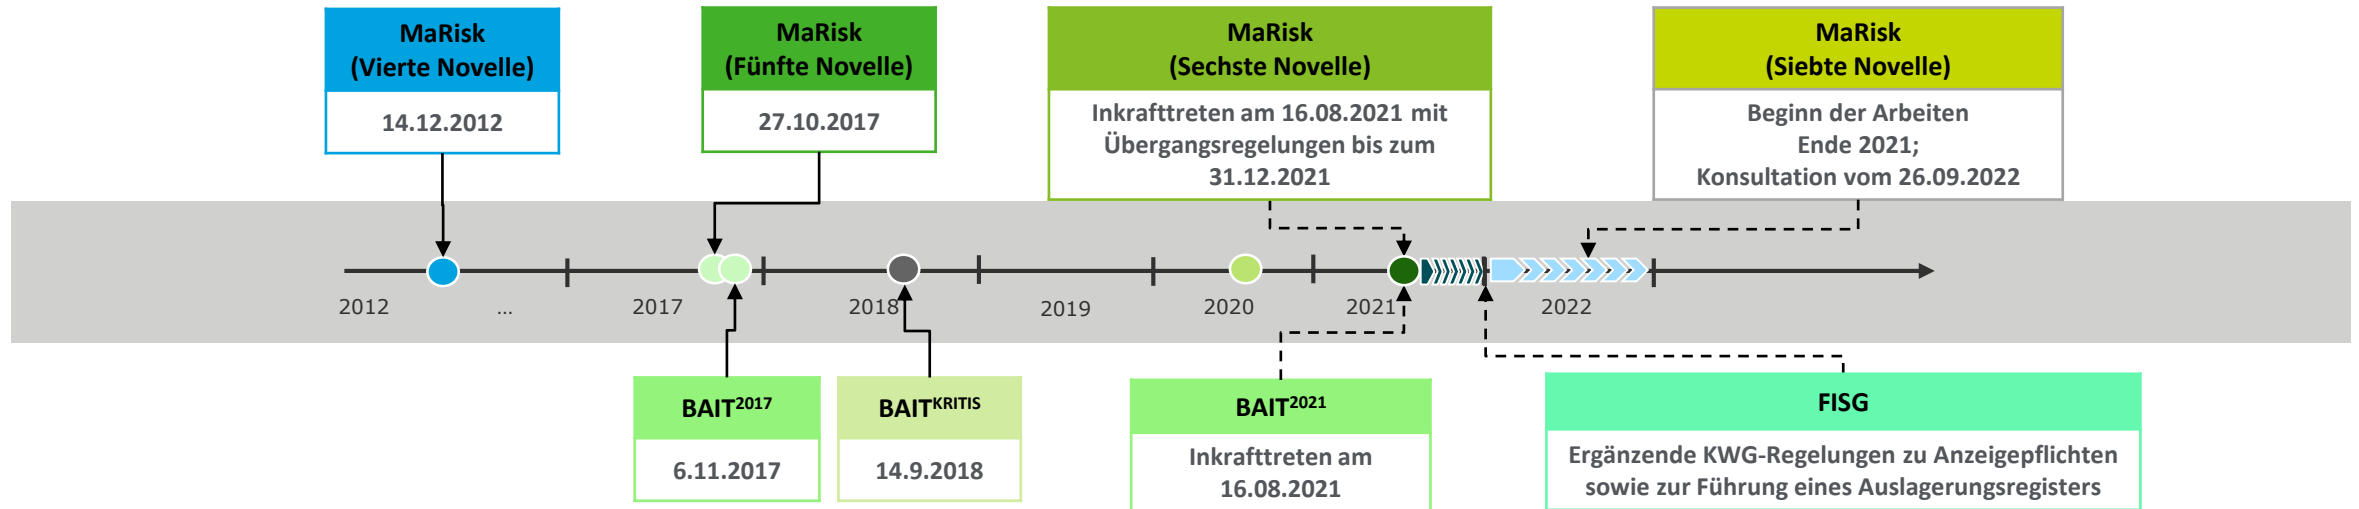 MaRisk
(Vierte Novelle)
14.12.2012
MaRisk
(Fünfte Novelle)
27.10.2017
MaRisk
(Sechste Novelle)
Inkrafttreten am 16.08.2021 mit
Übergangsregelungen bis zum
31.12.2021
MaRisk
(Siebte Novelle)
Beginn der Arbeiten
Ende 2021;
Konsultation vom 26.09.2022
2012
...
2017
2018
2019
2020
2021
2022
BAIT2017
6.11.2017
BAITKRITIS
14.9.2018
BAIT2021
Inkrafttreten am
16.08.2021
FISG
Ergänzende KWG-Regelungen zu Anzeigepflichten
sowie zur Führung eines Auslagerungsregisters